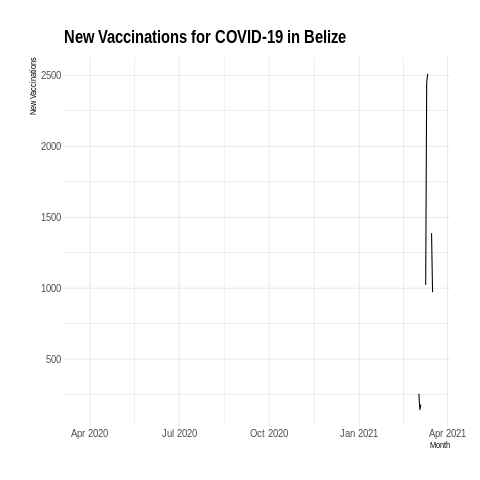 New Vaccinations for COVID-19 in Belize
New Vaccinations
2500
2000
1500
1000
500
Apr 2020 Jul 2020 Oct 2020 Jan 2021 Apr 2021
Month